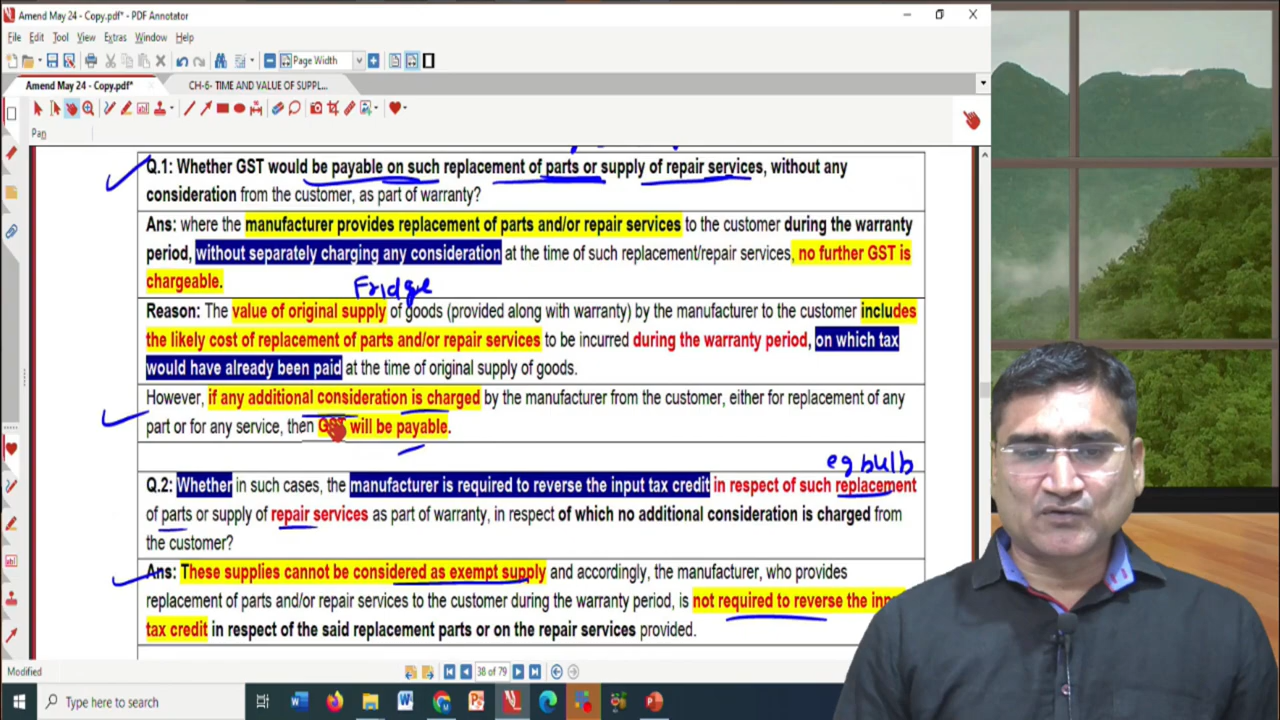 Amend May 24 - Copy.pdf* - PDF Annotator
File Edit Tool View Extras Window Help
Page Width
Amend May 24 - Copy.pdf* CH-6- TIME AND VALUE OF SUPPL...
Pan
Q.1: Whether GST would be payable on such replacement of parts or supply of repair services, without any
consideration from the customer, as part of warranty?
Ans: where the manufacturer provides replacement of parts and/or repair services to the customer during the warranty
period, without separately charging any consideration at the time of such replacement/repair services, no further GST is
chargeable.
Fridge
Reason: The value of original supply of goods (provided along with warranty) by the manufacturer to the customer includes
the likely cost of replacement of parts and/or repair services to be incurred during the warranty period, on which tax
would have already been paid at the time of original supply of goods.
However, if any additional consideration is charged by the manufacturer from the customer, either for replacement of any
part or for any service, then GST will be payable.
eg bulb
Q.2: Whether in such cases, the manufacturer is required to reverse the input tax credit in respect of such replacement
of parts or supply of repair services as part of warranty, in respect of which no additional consideration is charged from
the customer?
Ans: These supplies cannot be considered as exempt supply and accordingly, the manufacturer, who provides
replacement of parts and/or repair services to the customer during the warranty period, is not required to reverse the
tax credit in respect of the said replacement parts or on the repair services provided.
Modified 38 of 79
Type here to search